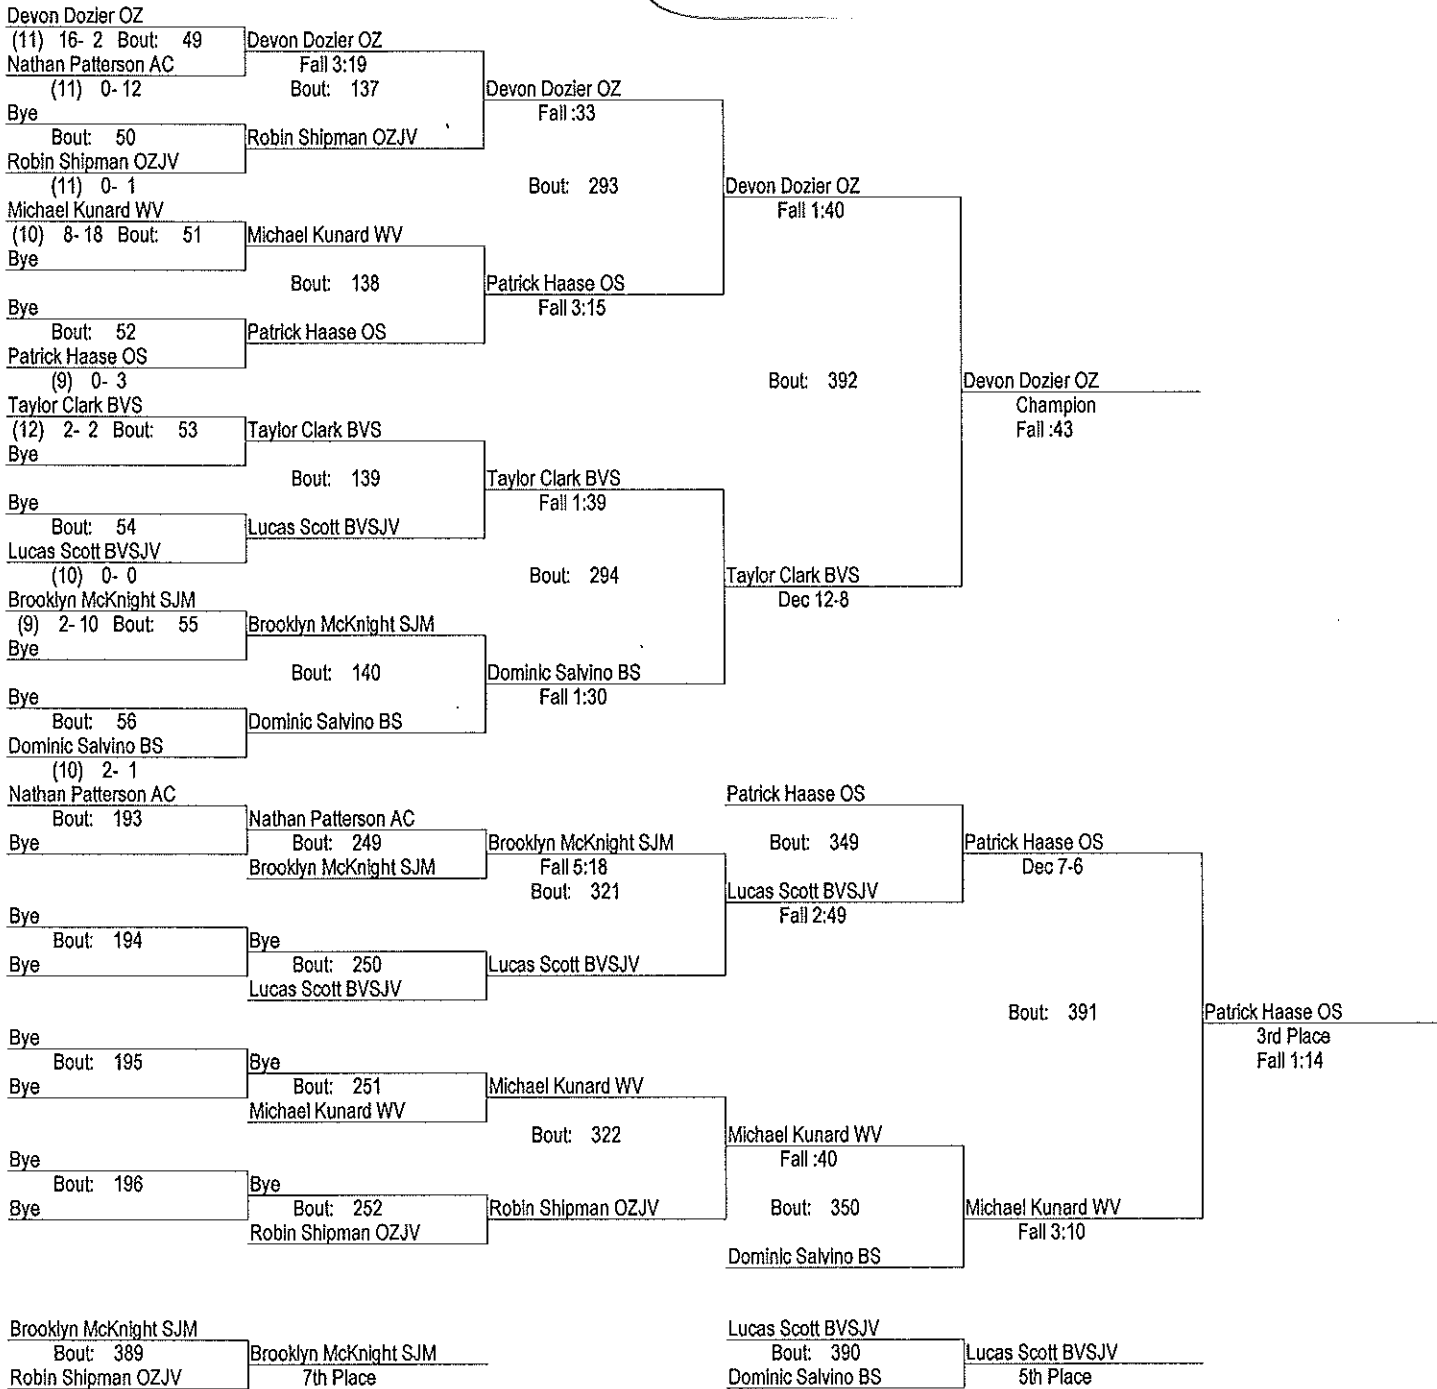 Devon Dozier OZ
(11) 16- 2 Bout: 49
Nathan Patterson AC
(11) 0- 12
Bye
Bout: 50
Robin Shipman OZJV
(11) 0- 1
Michael Kunard WV
(10) 8- 18 Bout: 51
Bye
Bye
Bout: 52
Patrick Haase OS
(9) 0- 3
Taylor Clark BVS
(12) 2- 2 Bout: 53
Bye
Bye
Bout: 54
Lucas Scott BVSJV
(10) 0- 0
Brooklyn McKnight SJM
(9) 2- 10 Bout: 55
Bye
Bye
Bout: 56
Dominic Salvino BS
(10) 2- 1
Devon Dozier OZ
Fall 3:19
Bout: 137
Robin Shipman OZJV
Michael Kunard WV
Bout: 138
Patrick Haase OS
Taylor Clark BVS
Bout: 139
Lucas Scott BVSJV
Brooklyn McKnight SJM
Bout: 140
Dominic Salvino BS
Devon Dozier OZ
Fall :33
Bout: 293
Patrick Haase OS
Fall 3:15
Taylor Clark BVS
Fall 1:39
Bout: 294
Dominic Salvino BS
Fall 1:30
Devon Dozier OZ
Fall 1:40
Bout: 392
Taylor Clark BVS
Dec 12-8
Devon Dozier OZ
Champion
Fall :43
Nathan Patterson AC
Bout: 193
Bye
Bye
Bout: 194
Bye
Bye
Bout: 195
Bye
Bye
Bout: 196
Bye
Nathan Patterson AC
Bout: 249
Brooklyn McKnight SJM
Bye
Bout: 250
Lucas Scott BVSJV
Bye
Bout: 251
Michael Kunard WV
Bye
Bout: 252
Robin Shipman OZJV
Brooklyn McKnight SJM
Fall 5:18
Bout: 321
Lucas Scott BVSJV
Michael Kunard WV
Bout: 322
Robin Shipman OZJV
Patrick Haase OS
Bout: 349
Lucas Scott BVSJV
Fall 2:49
Michael Kunard WV
Fall :40
Bout: 350
Dominic Salvino BS
Patrick Haase OS
Dec 7-6
Bout: 391
Michael Kunard WV
Fall 3:10
Patrick Haase OS
3rd Place
Fall 1:14
Brooklyn McKnight SJM
Bout: 389
Robin Shipman OZJV
Brooklyn McKnight SJM
7th Place
Lucas Scott BVSJV
Bout: 390
Dominic Salvino BS
Lucas Scott BVSJV
5th Place